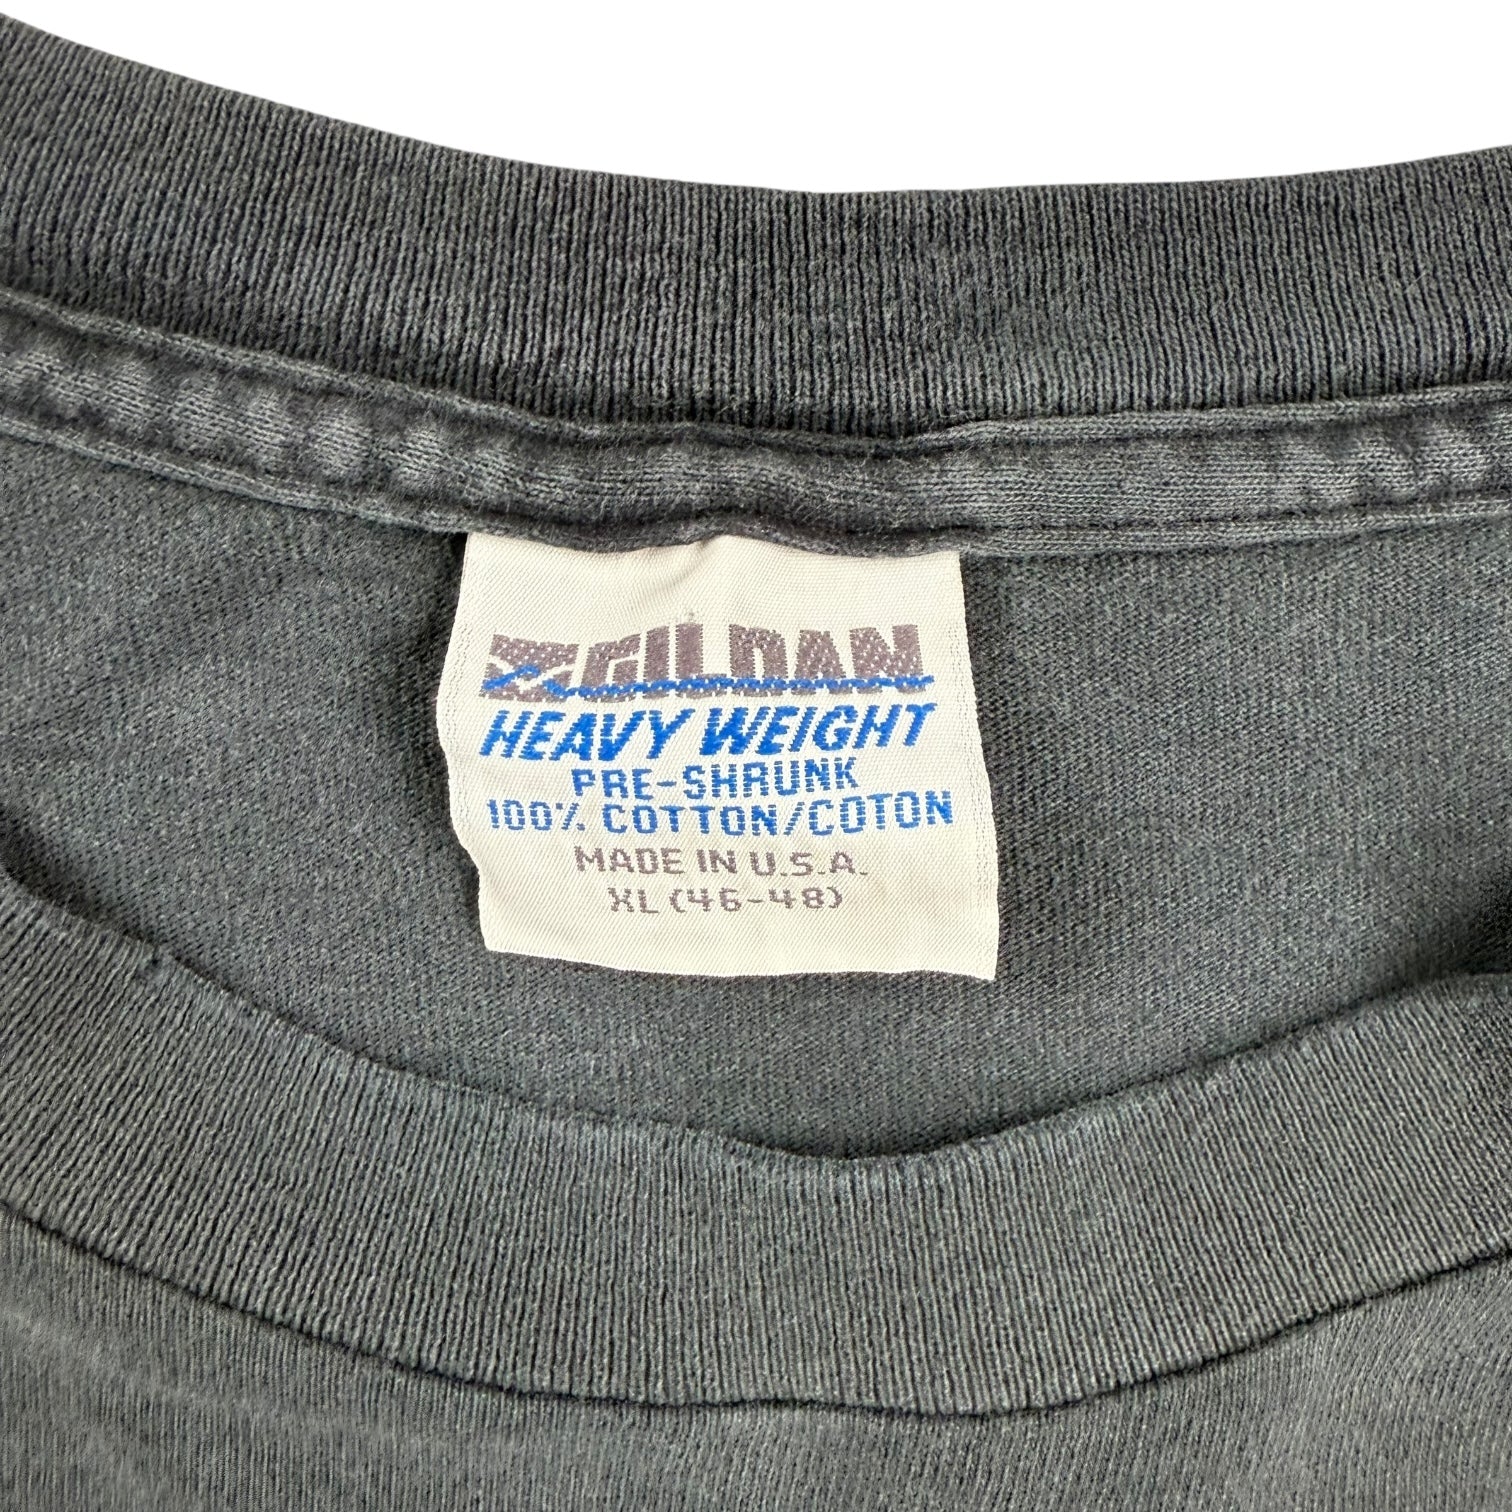 GILDAN
HEAVY WEIGHT
PRE-SHRUNK
100% COTTON/COTON
MADE IN U.S.A.
XL (46-48)